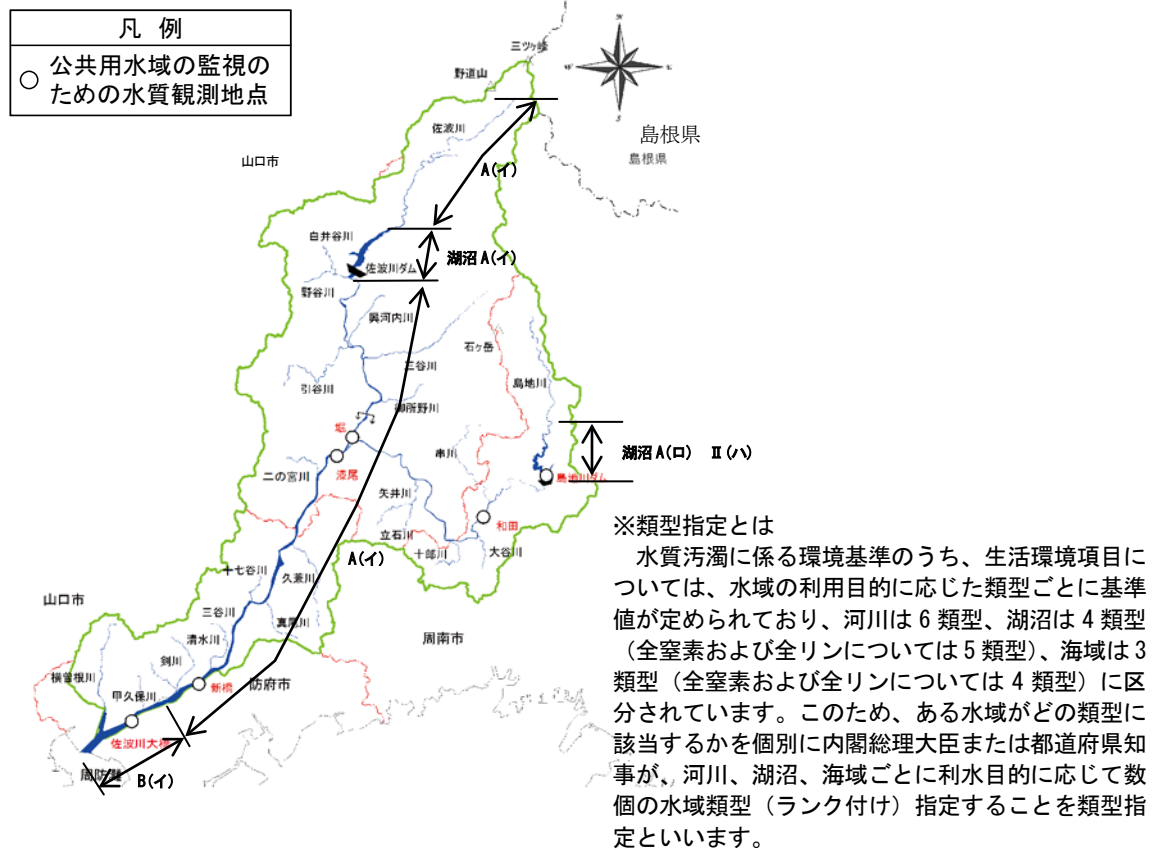 凡 例
○ 公共用水域の監視の
ための水質観測地点
三ツヶ峰
野道山
N
W
E
S
佐波川
島根県
島根県
山口市
A(イ)
白井谷川
湖沼A(イ)
佐波川ダム
野谷川
奥河内川
石ヶ岳
三谷川
島地川
引谷川
御所野川
堀
湖沼A(ロ) Ⅱ(ハ)
串川
漆尾
二の宮川
島地川ダム
矢井川
和田
立石川
十郎川
大谷川
A(イ)
十七谷川
久兼川
山口市
三谷川
真尾川
清水川
周南市
剣川
横曽根川
新橋
防府市
甲久保川
佐波川大橋
周防灘
B(イ)
※類型指定とは
水質汚濁に係る環境基準のうち、生活環境項目に
ついては、水域の利用目的に応じた類型ごとに基準
値が定められており、河川は6類型、湖沼は4類型
（全窒素および全リンについては5類型）、海域は3
類型（全窒素および全リンについては4類型）に区
分されています。このため、ある水域がどの類型に
該当するかを個別に内閣総理大臣または都道府県知
事が、河川、湖沼、海域ごとに利水目的に応じて数
個の水域類型（ランク付け）指定することを類型指
定といいます。